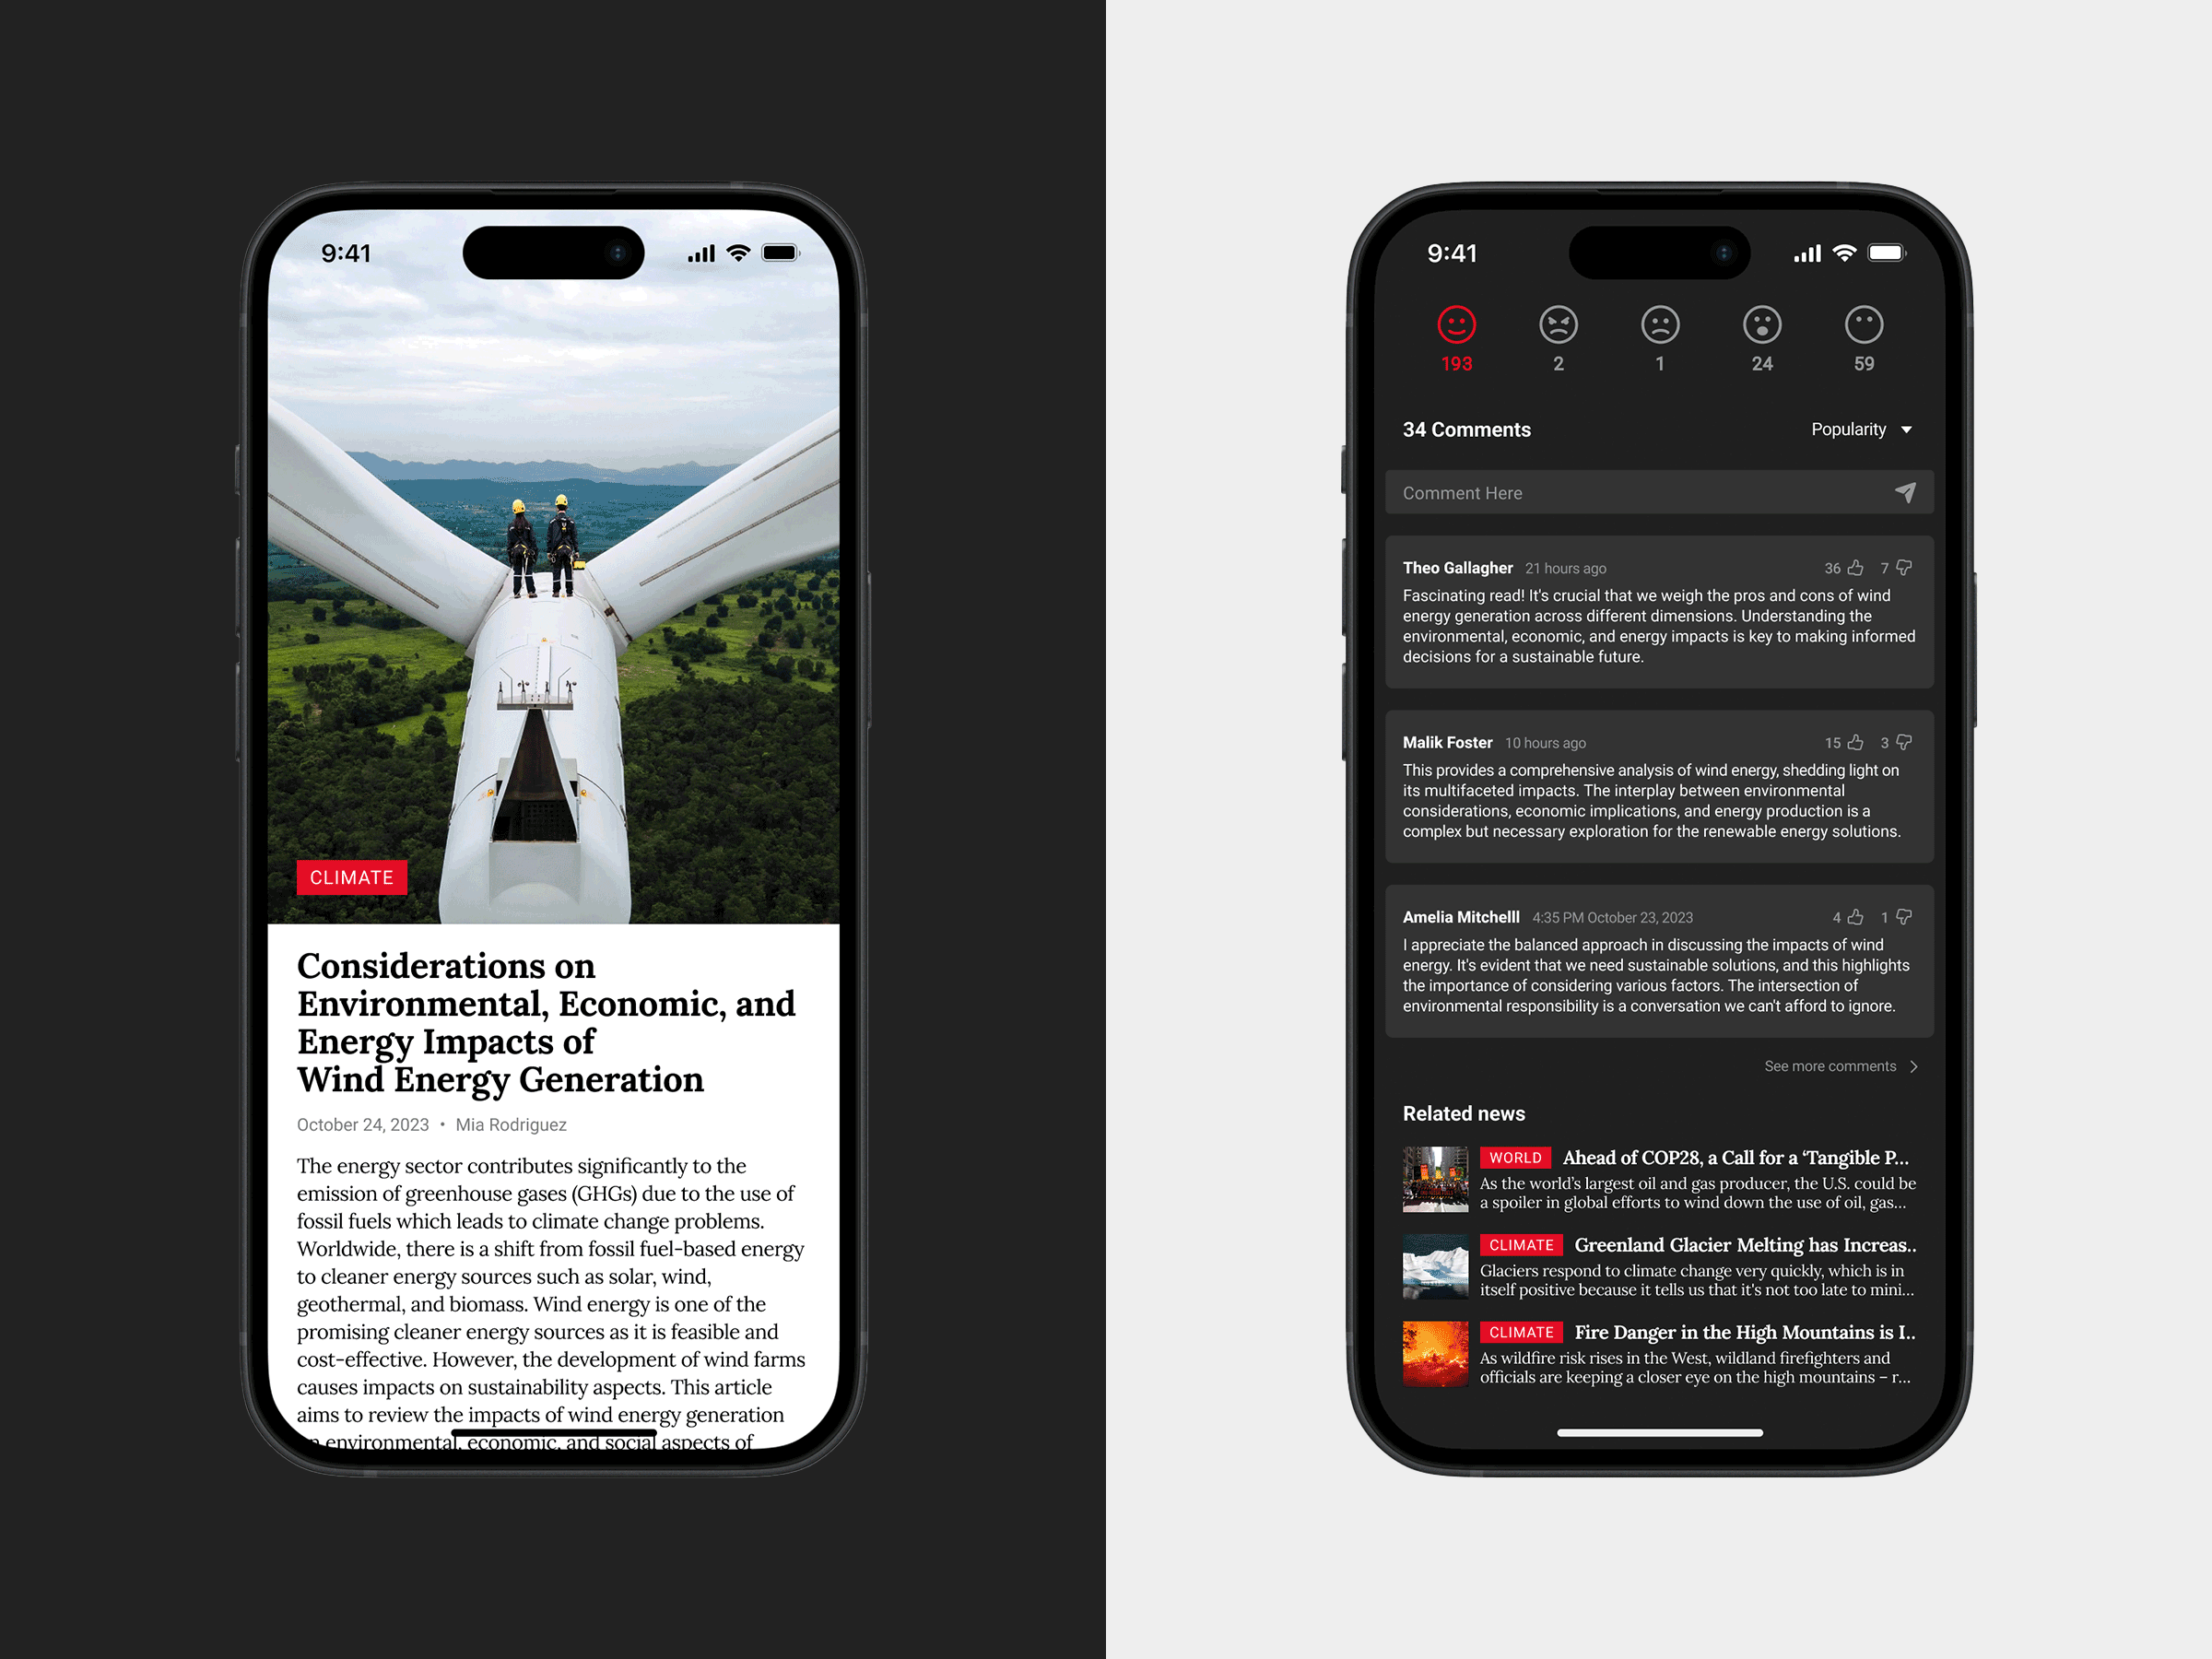 9:41
CLIMATE
Considerations on
Environmental, Economic, and
Energy Impacts of
Wind Energy Generation
October 24, 2023 • Mia Rodriguez
The energy sector contributes significantly to the
emission of greenhouse gases (GHGs) due to the use of
fossil fuels which leads to climate change problems.
Worldwide, there is a shift from fossil fuel-based energy
to cleaner energy sources such as solar, wind,
geothermal, and biomass. Wind energy is one of the
promising cleaner energy sources as it is feasible and
cost-effective. However, the development of wind farms
causes impacts on sustainability aspects. This article
aims to review the impacts of wind energy generation
environmental, economic, and social aspects of
9:41
193 2 1 24 59
34 Comments Popularity
Comment Here
Theo Gallagher 21 hours ago 36 7
Fascinating read! It's crucial that we weigh the pros and cons of wind
energy generation across different dimensions. Understanding the
environmental, economic, and energy impacts is key to making informed
decisions for a sustainable future.
Malik Foster 10 hours ago 15 3
This provides a comprehensive analysis of wind energy, shedding light on
its multifaceted impacts. The interplay between environmental
considerations, economic implications, and energy production is a
complex but necessary exploration for the renewable energy solutions.
Amelia Mitchelll 4:35 PM October 23, 2023 4 1
I appreciate the balanced approach in discussing the impacts of wind
energy. It's evident that we need sustainable solutions, and this highlights
the importance of considering various factors. The intersection of
environmental responsibility is a conversation we can't afford to ignore.
See more comments
Related news
WORLD Ahead of COP28, a Call for a ‘Tangible P...
As the world’s largest oil and gas producer, the U.S. could be
a spoiler in global efforts to wind down the use of oil, gas...
CLIMATE Greenland Glacier Melting has Increas..
Glaciers respond to climate change very quickly, which is in
itself positive because it tells us that it's not too late to mini...
CLIMATE Fire Danger in the High Mountains is I..
As wildfire risk rises in the West, wildland firefighters and
officials are keeping a closer eye on the high mountains – r...